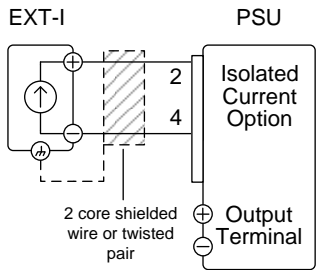 EXT-I
PSU
2
4
Isolated
Current
Option
2 core shielded
wire or twisted
pair
Output
Terminal